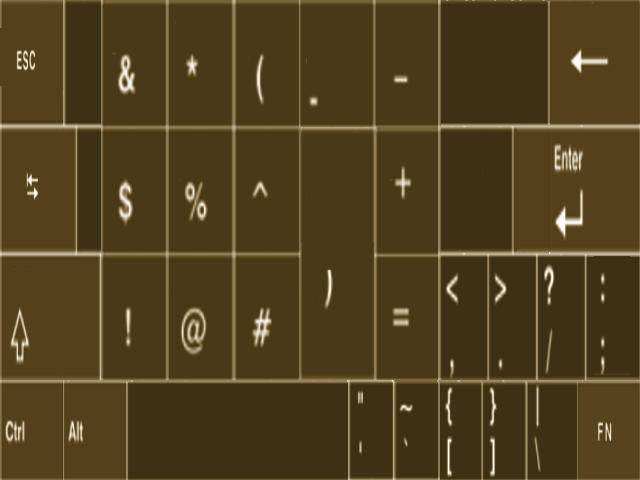 ESC & * ( . - ←
⇆ $ % ^ + Enter ↵
⇧ ! @ # ) = < > ? :
, . / ;
Ctrl Alt " ~ { } | FN
' ` [ ] \